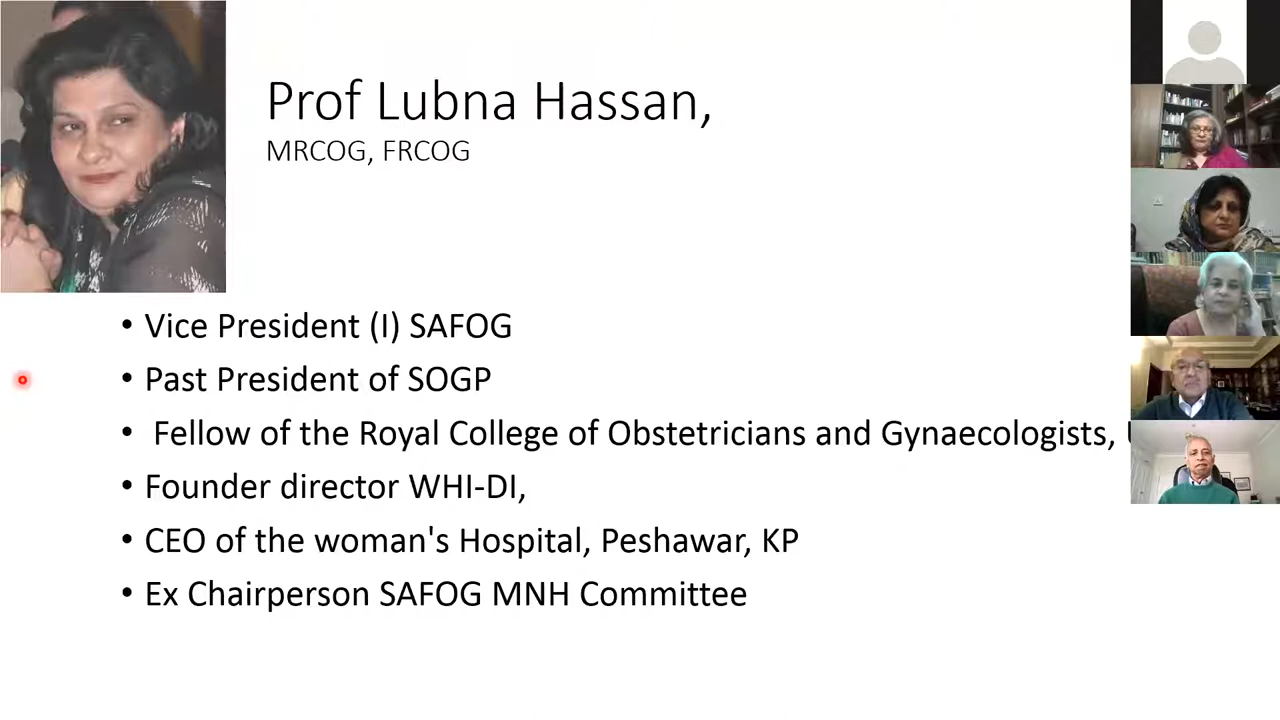 Prof Lubna Hassan,
MRCOG, FRCOG
• Vice President (I) SAFOG
• Past President of SOGP
• Fellow of the Royal College of Obstetricians and Gynaecologists,
• Founder director WHI-DI,
• CEO of the woman's Hospital, Peshawar, KP
• Ex Chairperson SAFOG MNH Committee